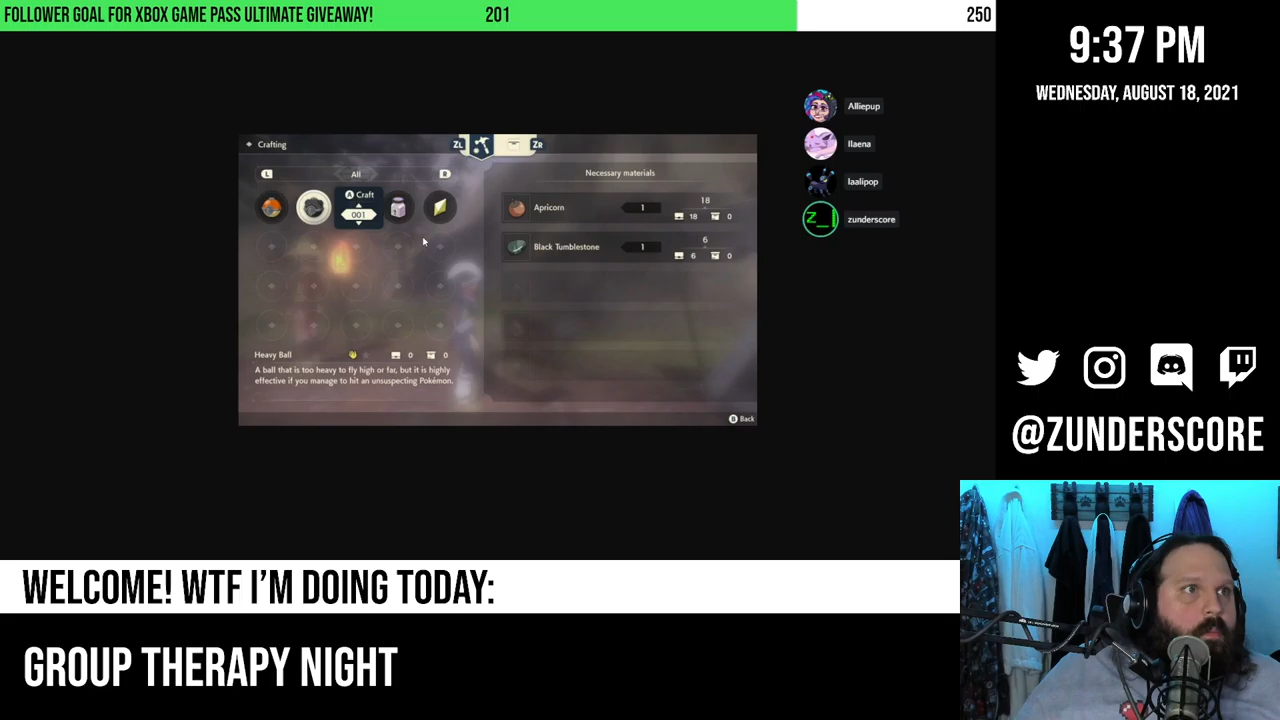 FOLLOWER GOAL FOR XBOX GAME PASS ULTIMATE GIVEAWAY!
201
250
9:37 PM
WEDNESDAY, AUGUST 18, 2021
Alliepup
llaena
laalipop
Z_|
zunderscore
Crafting
ZL
ZR
L
All
R
Necessary materials
A Craft
001
Apricorn
1
18
18
0
Black Tumblestone
1
6
6
0
Heavy Ball
0
0
A ball that is too heavy to fly high or far, but it is highly
effective if you manage to hit an unsuspecting Pokémon.
B Back
@ZUNDERSCORE
WELCOME! WTF I'M DOING TODAY:
GROUP THERAPY NIGHT